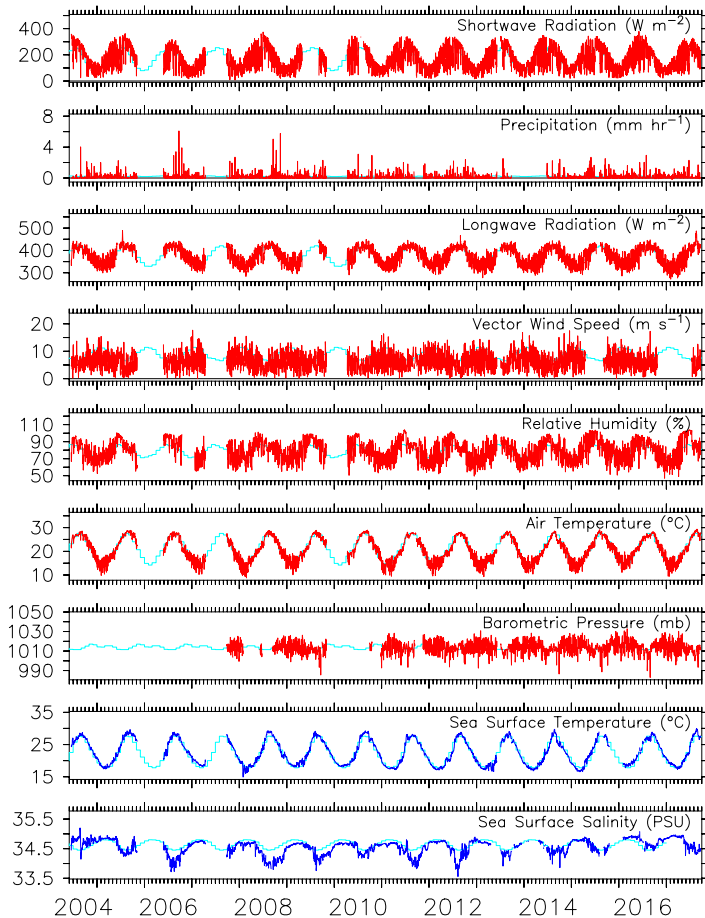 Shortwave Radiation (W m⁻²)
400
200
0
Precipitation (mm hr⁻¹)
8
4
0
Longwave Radiation (W m⁻²)
500
400
300
Vector Wind Speed (m s⁻¹)
20
10
0
Relative Humidity (%)
110
90
70
50
Air Temperature (°C)
30
20
10
Barometric Pressure (mb)
1050
1030
1010
990
Sea Surface Temperature (°C)
35
25
15
Sea Surface Salinity (PSU)
35.5
34.5
33.5
2004 2006 2008 2010 2012 2014 2016